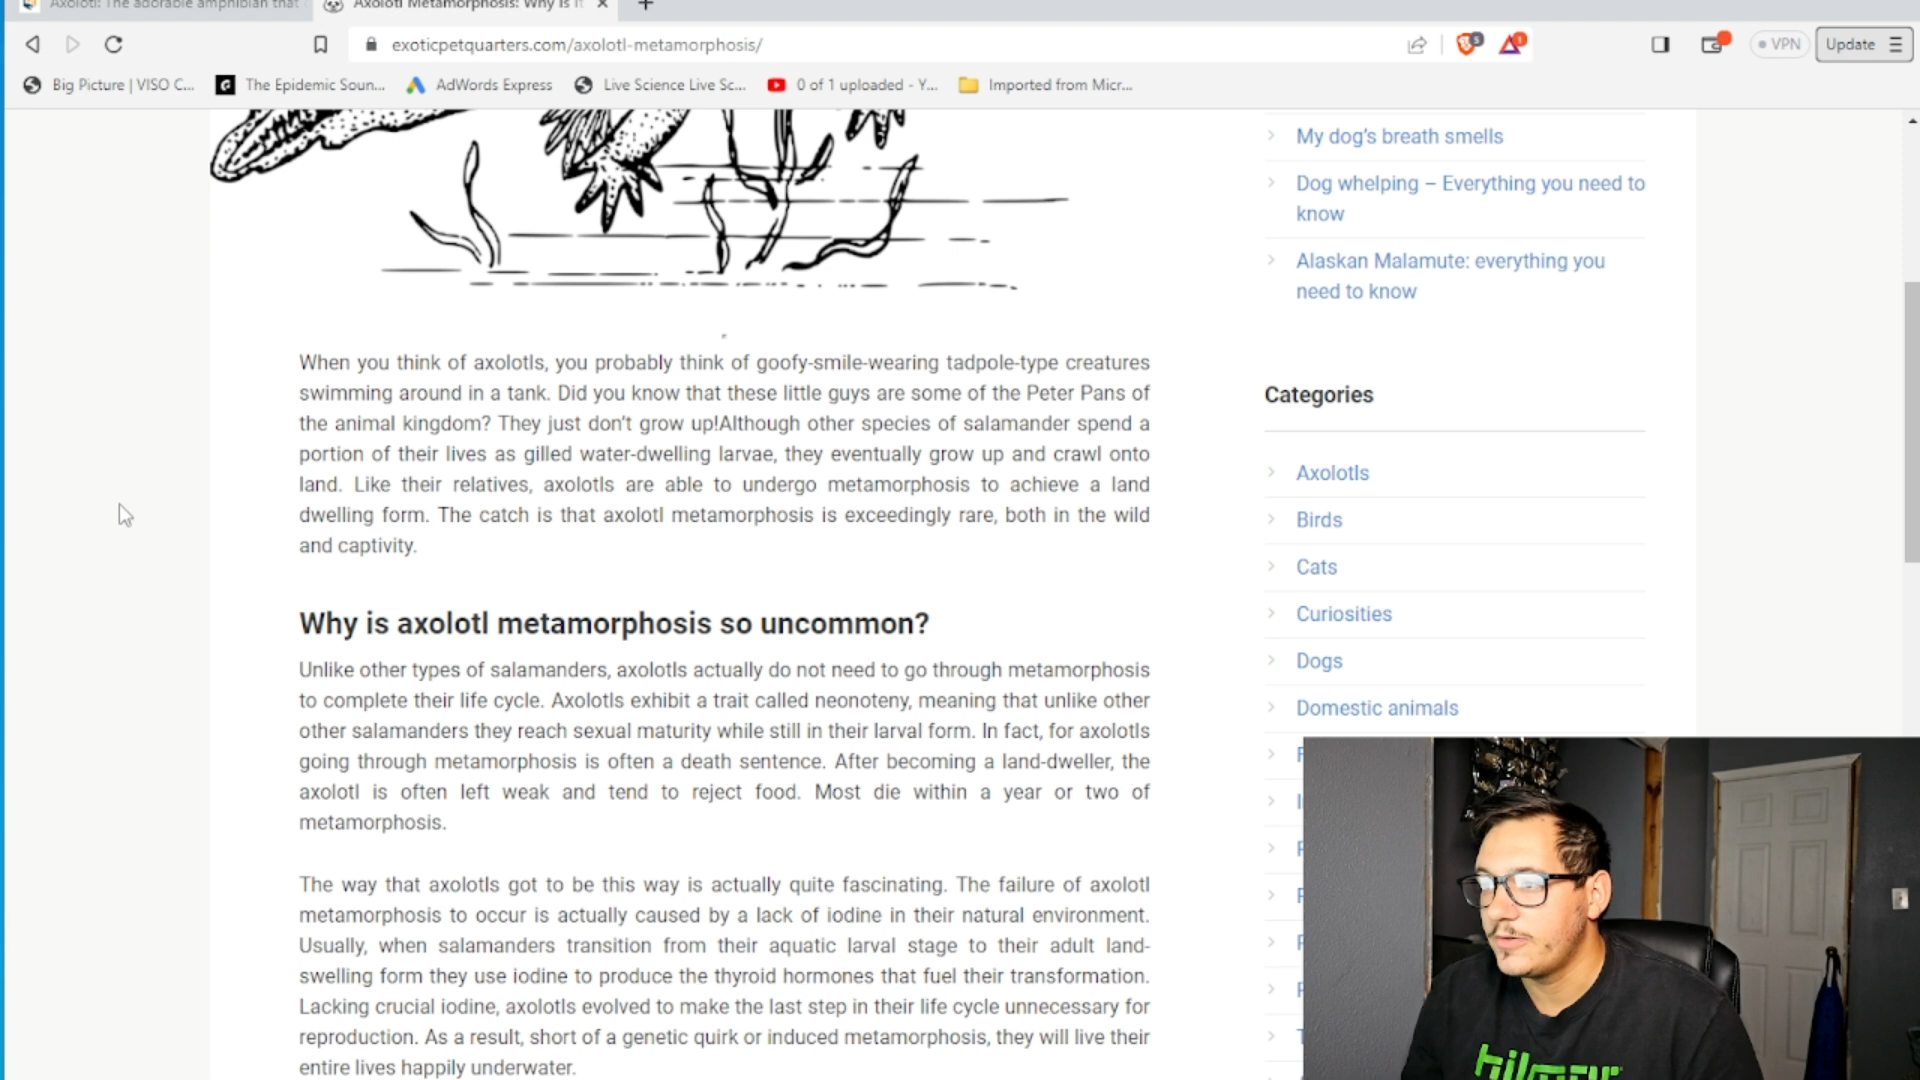 Axolotl: The adorable amphibian that
Axolotl Metamorphosis: Why Is It
exoticpetquarters.com/axolotl-metamorphosis/
VPN
Update
Big Picture | VISO C...
The Epidemic Soun...
AdWords Express
Live Science Live Sc...
0 of 1 uploaded - Y...
Imported from Micr...
When you think of axolotls, you probably think of goofy-smile-wearing tadpole-type creatures
swimming around in a tank. Did you know that these little guys are some of the Peter Pans of
the animal kingdom? They just don't grow up!Although other species of salamander spend a
portion of their lives as gilled water-dwelling larvae, they eventually grow up and crawl onto
land. Like their relatives, axolotls are able to undergo metamorphosis to achieve a land
dwelling form. The catch is that axolotl metamorphosis is exceedingly rare, both in the wild
and captivity.
Why is axolotl metamorphosis so uncommon?
Unlike other types of salamanders, axolotls actually do not need to go through metamorphosis
to complete their life cycle. Axolotls exhibit a trait called neonoteny, meaning that unlike other
other salamanders they reach sexual maturity while still in their larval form. In fact, for axolotls
going through metamorphosis is often a death sentence. After becoming a land-dweller, the
axolotl is often left weak and tend to reject food. Most die within a year or two of
metamorphosis.
The way that axolotls got to be this way is actually quite fascinating. The failure of axolotl
metamorphosis to occur is actually caused by a lack of iodine in their natural environment.
Usually, when salamanders transition from their aquatic larval stage to their adult land-
swelling form they use iodine to produce the thyroid hormones that fuel their transformation.
Lacking crucial iodine, axolotls evolved to make the last step in their life cycle unnecessary for
reproduction. As a result, short of a genetic quirk or induced metamorphosis, they will live their
entire lives happily underwater.
My dog's breath smells
Dog whelping – Everything you need to
know
Alaskan Malamute: everything you
need to know
Categories
Axolotls
Birds
Cats
Curiosities
Dogs
Domestic animals